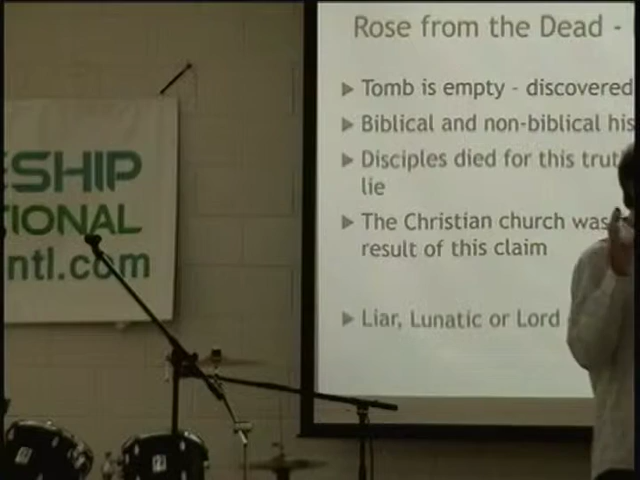 Rose from the Dead -
Tomb is empty - discovered
Biblical and non-biblical his
Disciples died for this trut
lie
The Christian church was
result of this claim
Liar, Lunatic or Lord
ESHIP
TIONAL
ntl.com